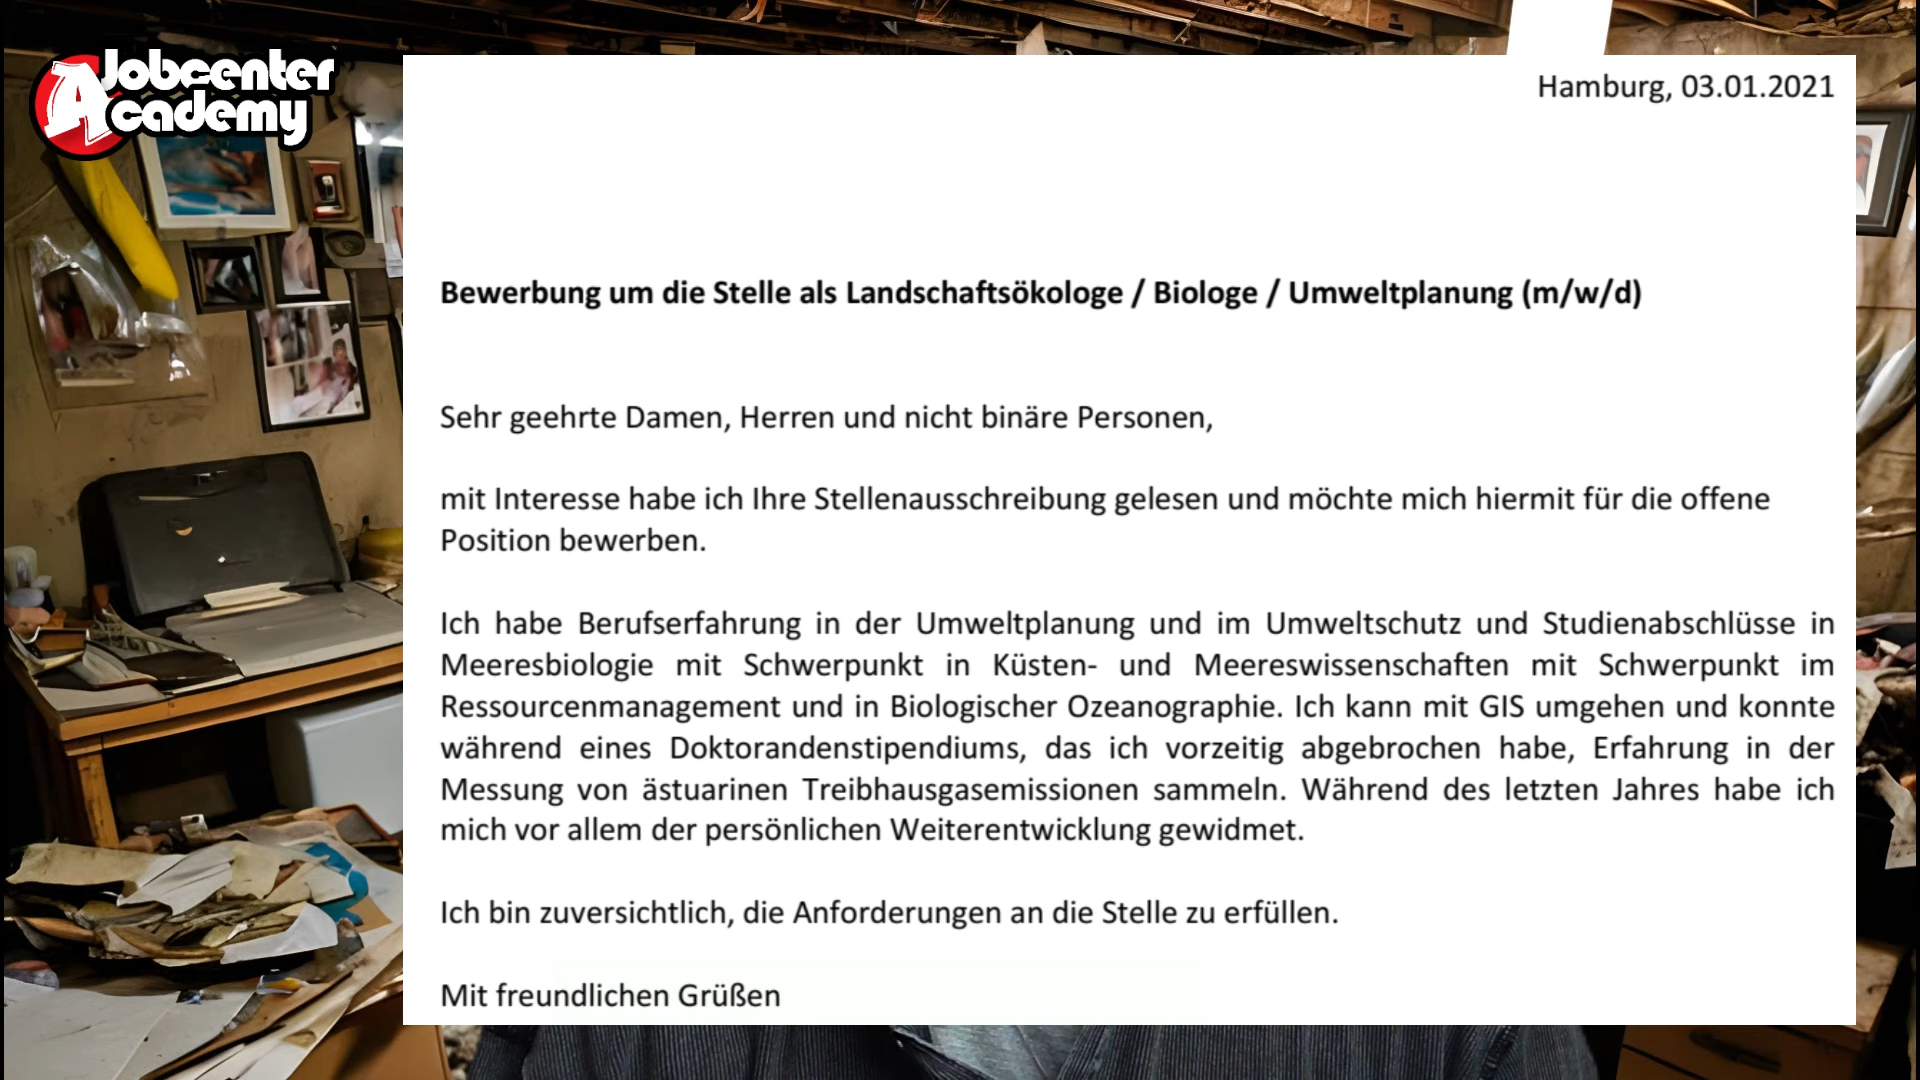 Jobcenter
Academy
Hamburg, 03.01.2021
Bewerbung um die Stelle als Landschaftsökologe / Biologe / Umweltplanung (m/w/d)
Sehr geehrte Damen, Herren und nicht binäre Personen,
mit Interesse habe ich Ihre Stellenausschreibung gelesen und möchte mich hiermit für die offene
Position bewerben.
Ich habe Berufserfahrung in der Umweltplanung und im Umweltschutz und Studienabschlüsse in
Meeresbiologie mit Schwerpunkt in Küsten- und Meereswissenschaften mit Schwerpunkt im
Ressourcenmanagement und in Biologischer Ozeanographie. Ich kann mit GIS umgehen und konnte
während eines Doktorandenstipendiums, das ich vorzeitig abgebrochen habe, Erfahrung in der
Messung von ästuarinen Treibhausgasemissionen sammeln. Während des letzten Jahres habe ich
mich vor allem der persönlichen Weiterentwicklung gewidmet.
Ich bin zuversichtlich, die Anforderungen an die Stelle zu erfüllen.
Mit freundlichen Grüßen